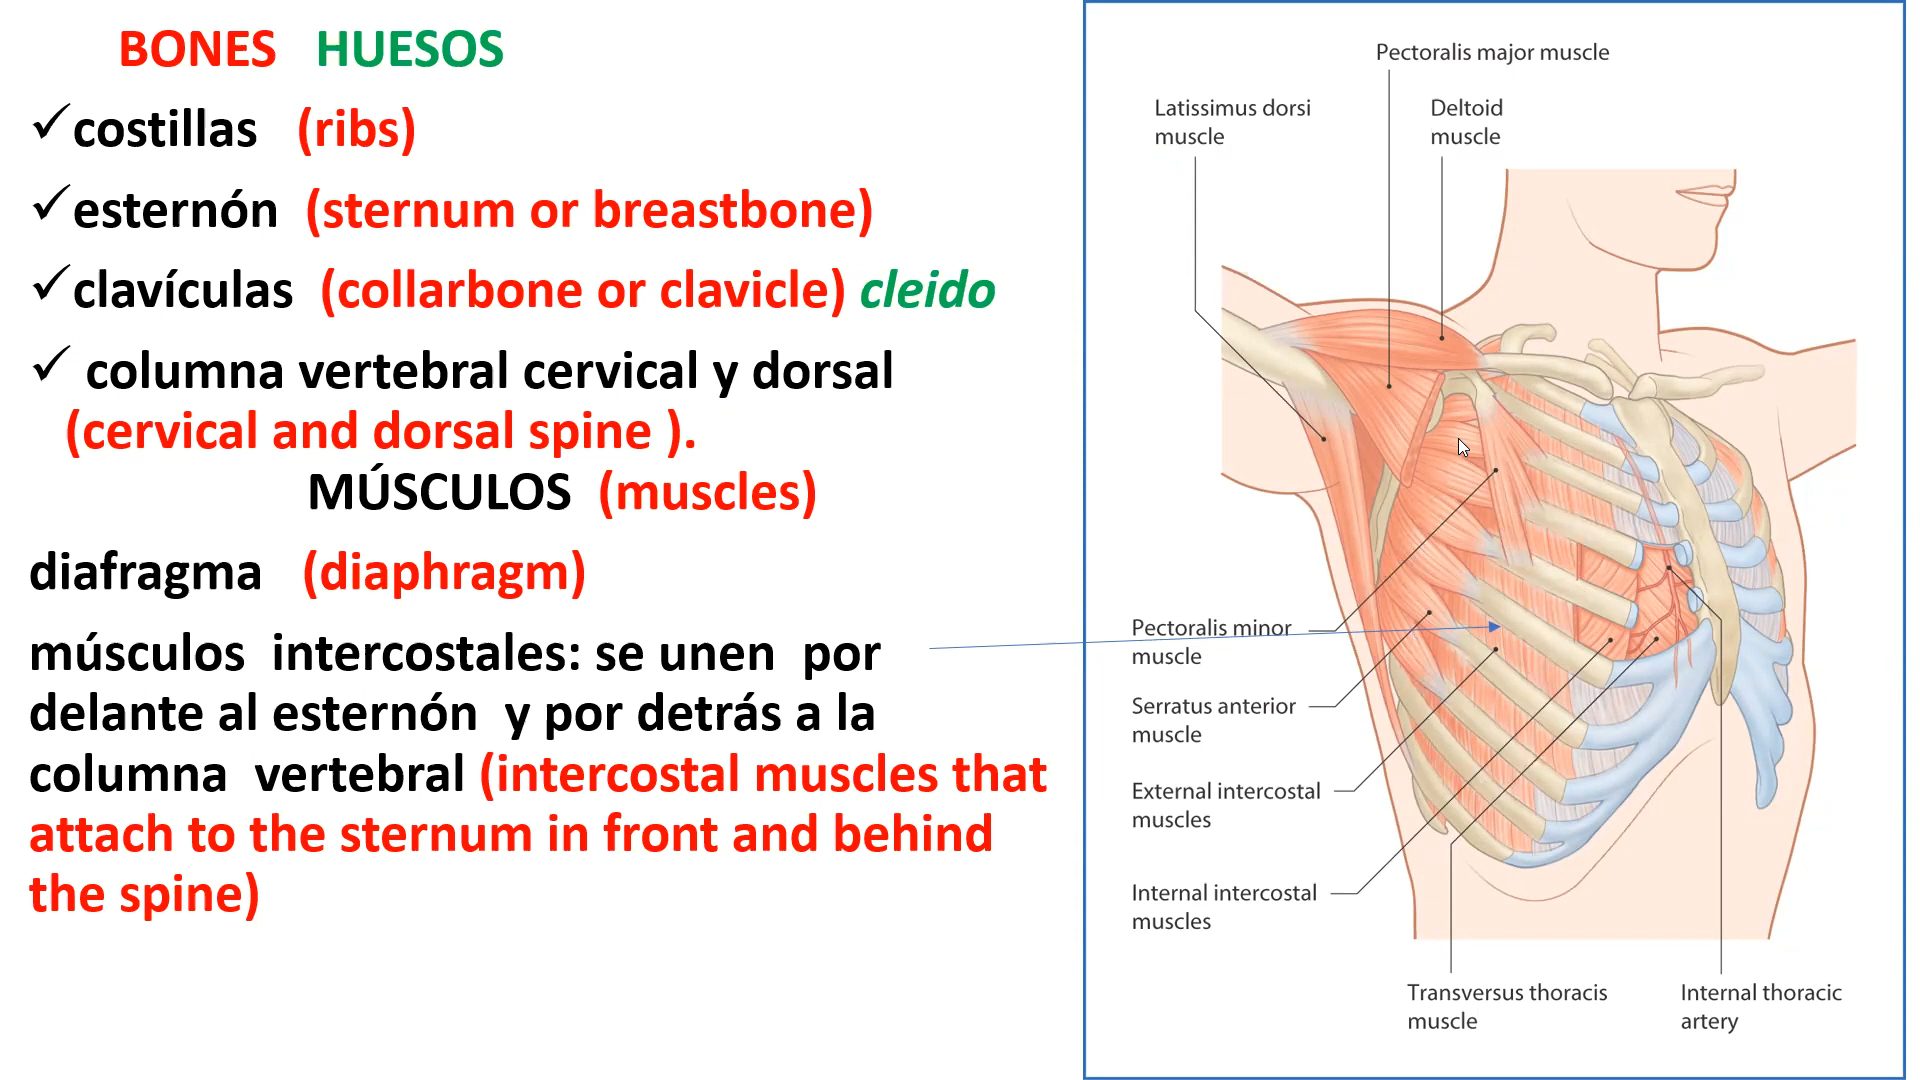 BONES HUESOS
✓costillas (ribs)
✓esternón (sternum or breastbone)
✓clavículas (collarbone or clavicle) cleido
✓ columna vertebral cervical y dorsal
(cervical and dorsal spine ).
MÚSCULOS (muscles)
diafragma (diaphragm)
músculos intercostales: se unen por
delante al esternón y por detrás a la
columna vertebral (intercostal muscles that
attach to the sternum in front and behind
the spine)
Pectoralis major muscle
Latissimus dorsi
muscle
Deltoid
muscle
Pectoralis minor
muscle
Serratus anterior
muscle
External intercostal
muscles
Internal intercostal
muscles
Transversus thoracis
muscle
Internal thoracic
artery